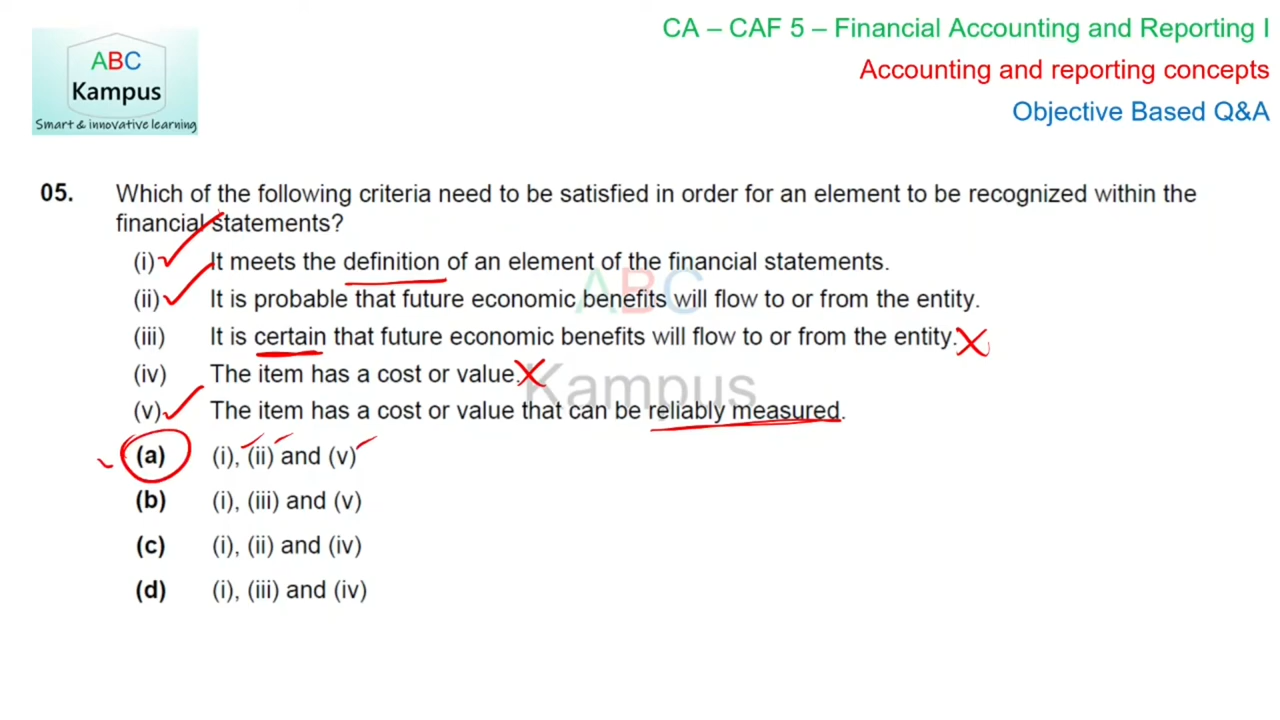 CA – CAF 5 – Financial Accounting and Reporting I
ABC
Kampus
Smart & innovative learning
Accounting and reporting concepts
Objective Based Q&A
05. Which of the following criteria need to be satisfied in order for an element to be recognized within the
financial statements?
(i) It meets the definition of an element of the financial statements.
(ii) It is probable that future economic benefits will flow to or from the entity.
(iii) It is certain that future economic benefits will flow to or from the entity.
(iv) The item has a cost or value.
(v) The item has a cost or value that can be reliably measured.
(a) (i), (ii) and (v)
(b) (i), (iii) and (v)
(c) (i), (ii) and (iv)
(d) (i), (iii) and (iv)
ABC
Kampus